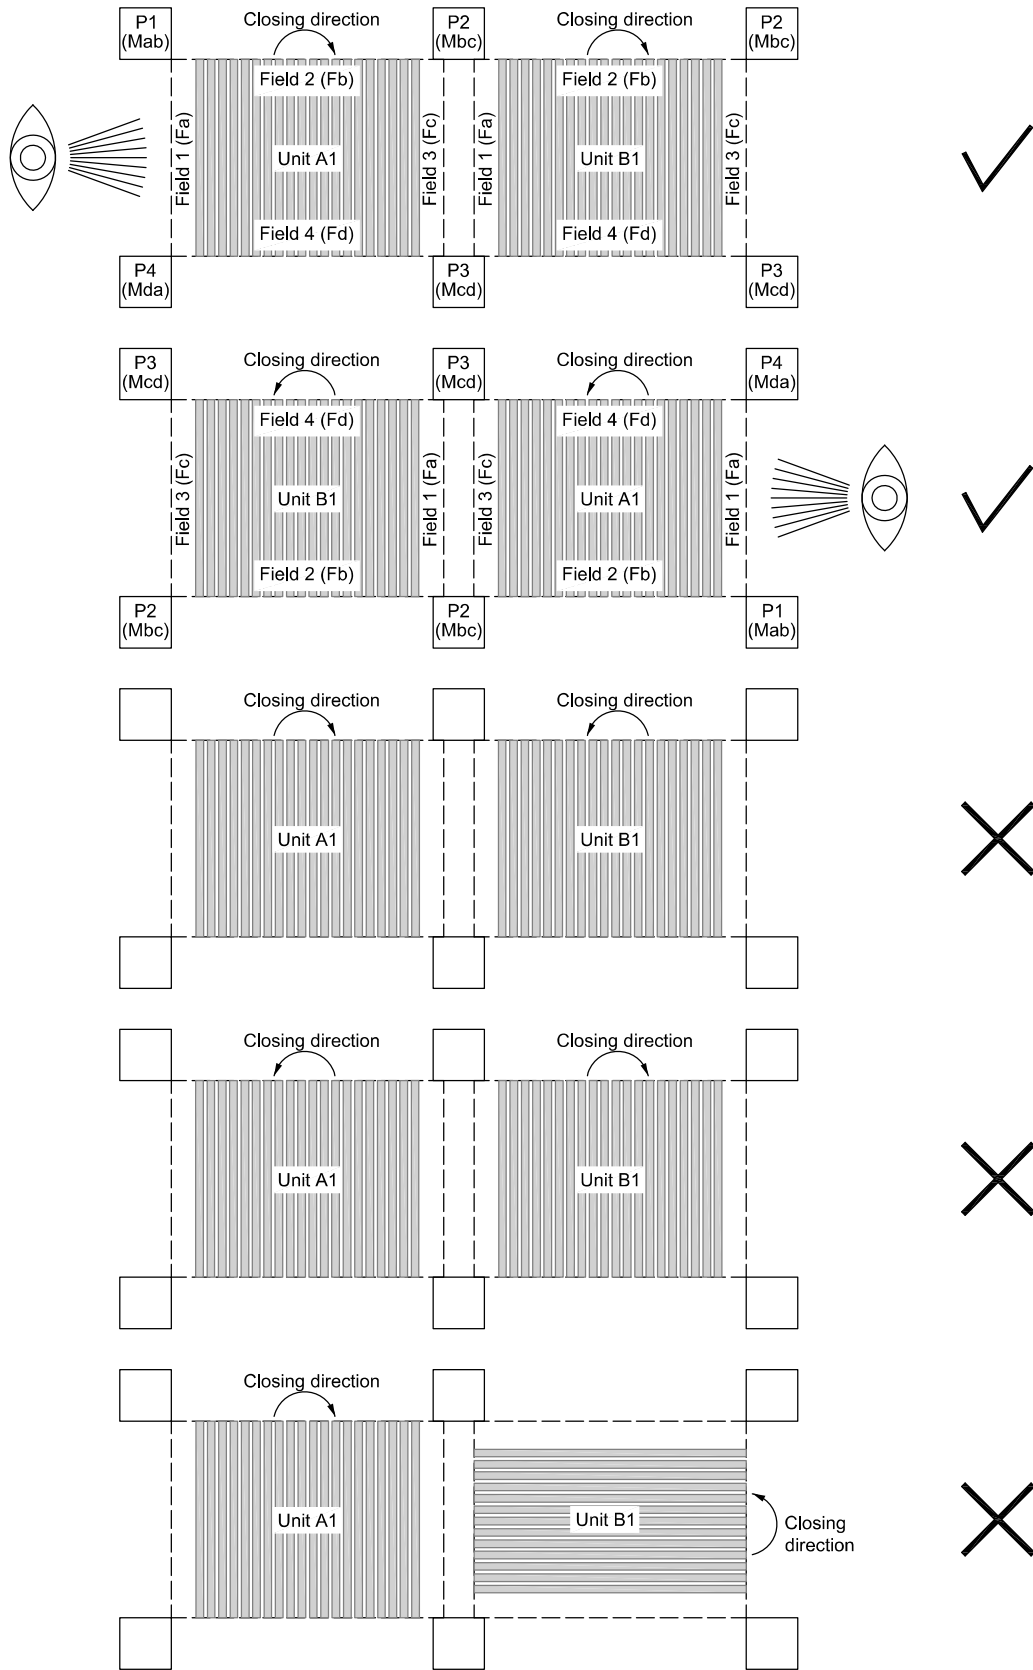 P1
(Mab)
Closing direction
P2
(Mbc)
Closing direction
P2
(Mbc)
Field 1 (Fa)
Field 2 (Fb)
Unit A1
Field 4 (Fd)
Field 3 (Fc)
Field 1 (Fa)
Field 2 (Fb)
Unit B1
Field 4 (Fd)
Field 3 (Fc)
P4
(Mda)
P3
(Mcd)
P3
(Mcd)
P3
(Mcd)
Closing direction
P3
(Mcd)
Closing direction
P4
(Mda)
Field 3 (Fc)
Field 4 (Fd)
Unit B1
Field 2 (Fb)
Field 1 (Fa)
Field 3 (Fc)
Field 4 (Fd)
Unit A1
Field 2 (Fb)
Field 1 (Fa)
P2
(Mbc)
P2
(Mbc)
P1
(Mab)
Closing direction
Closing direction
Unit A1
Unit B1
Closing direction
Closing direction
Unit A1
Unit B1
Closing direction
Unit A1
Unit B1
Closing
direction